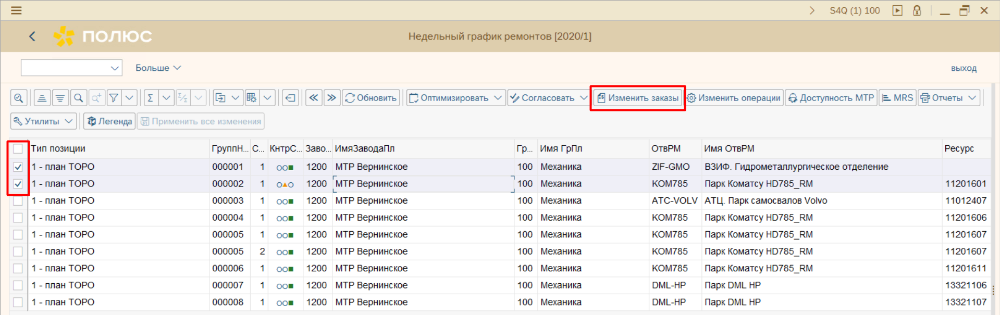 S4Q (1) 100
ПОЛЮС
Недельный график ремонтов [2020/1]
Больше
выход
Обновить Оптимизировать Согласовать Изменить заказы Изменить операции Доступность МТР MRS Отчеты
Утилиты Легенда Применить все изменения
Тип позиции ГруппН... С... КнтрС... Заво... ИмяЗаводаПл Гр... Имя ГрПл ОтвРМ Имя ОтвРМ Ресурс
1 - план ТОРО 000001 1 1200 МТР Вернинское 100 Механика ZIF-GMO ВЗИФ. Гидрометаллургическое отделение
1 - план ТОРО 000002 1 1200 МТР Вернинское 100 Механика KOM785 Парк Коматсу HD785_RM 11201601
1 - план ТОРО 000003 1 1200 МТР Вернинское 100 Механика ATC-VOLV АТЦ. Парк самосвалов Volvo 11012407
1 - план ТОРО 000004 1 1200 МТР Вернинское 100 Механика KOM785 Парк Коматсу HD785_RM 11201606
1 - план ТОРО 000005 1 1200 МТР Вернинское 100 Механика KOM785 Парк Коматсу HD785_RM 11201607
1 - план ТОРО 000005 2 1200 МТР Вернинское 100 Механика KOM785 Парк Коматсу HD785_RM 11201607
1 - план ТОРО 000006 1 1200 МТР Вернинское 100 Механика KOM785 Парк Коматсу HD785_RM 11201611
1 - план ТОРО 000007 1 1200 МТР Вернинское 100 Механика DML-HP Парк DML HP 13321106
1 - план ТОРО 000008 1 1200 МТР Вернинское 100 Механика DML-HP Парк DML HP 13321107